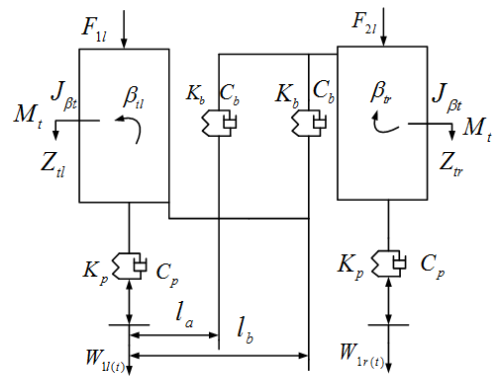 F_{1l}
F_{2l}
J_{βt}
β_{tl}
K_b C_b
K_b C_b
β_{tr}
J_{βt}
M_t
M_t
Z_{tl}
Z_{tr}
K_p C_p
K_p C_p
l_a
l_b
W_{1l(t)}
W_{1r(t)}